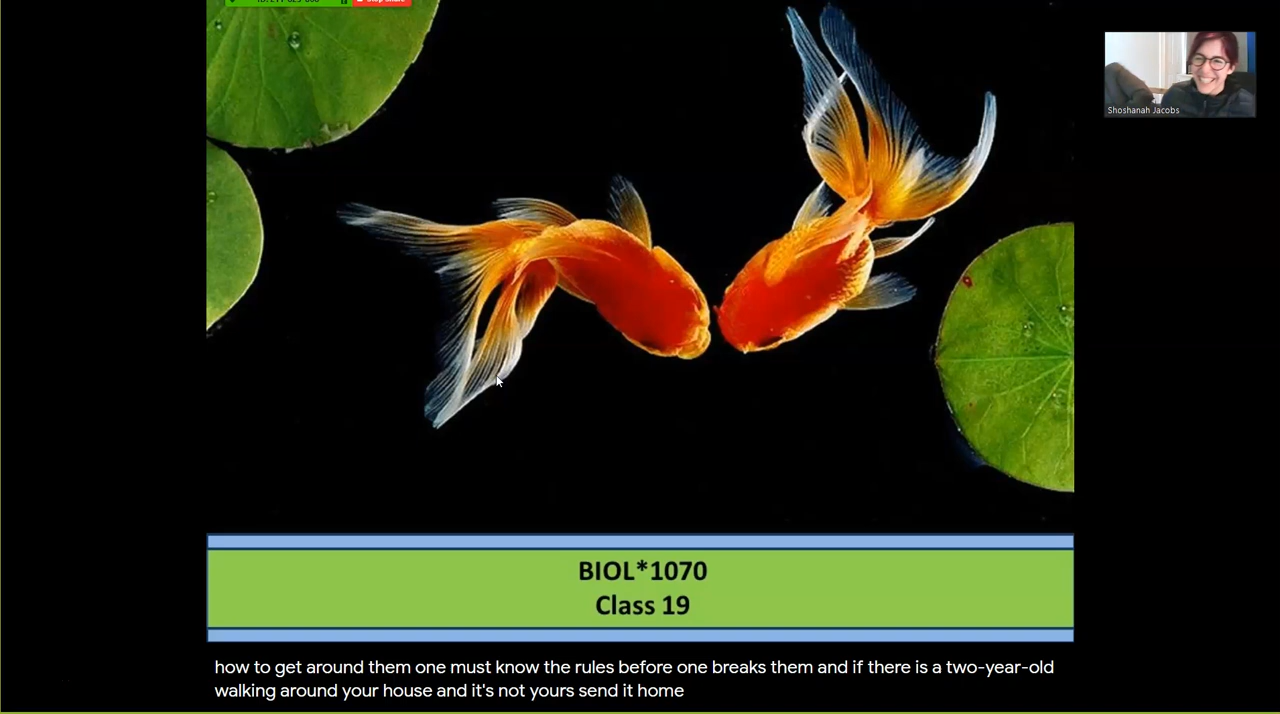 Shoshanah Jacobs
BIOL*1070
Class 19
how to get around them one must know the rules before one breaks them and if there is a two-year-old
walking around your house and it's not yours send it home